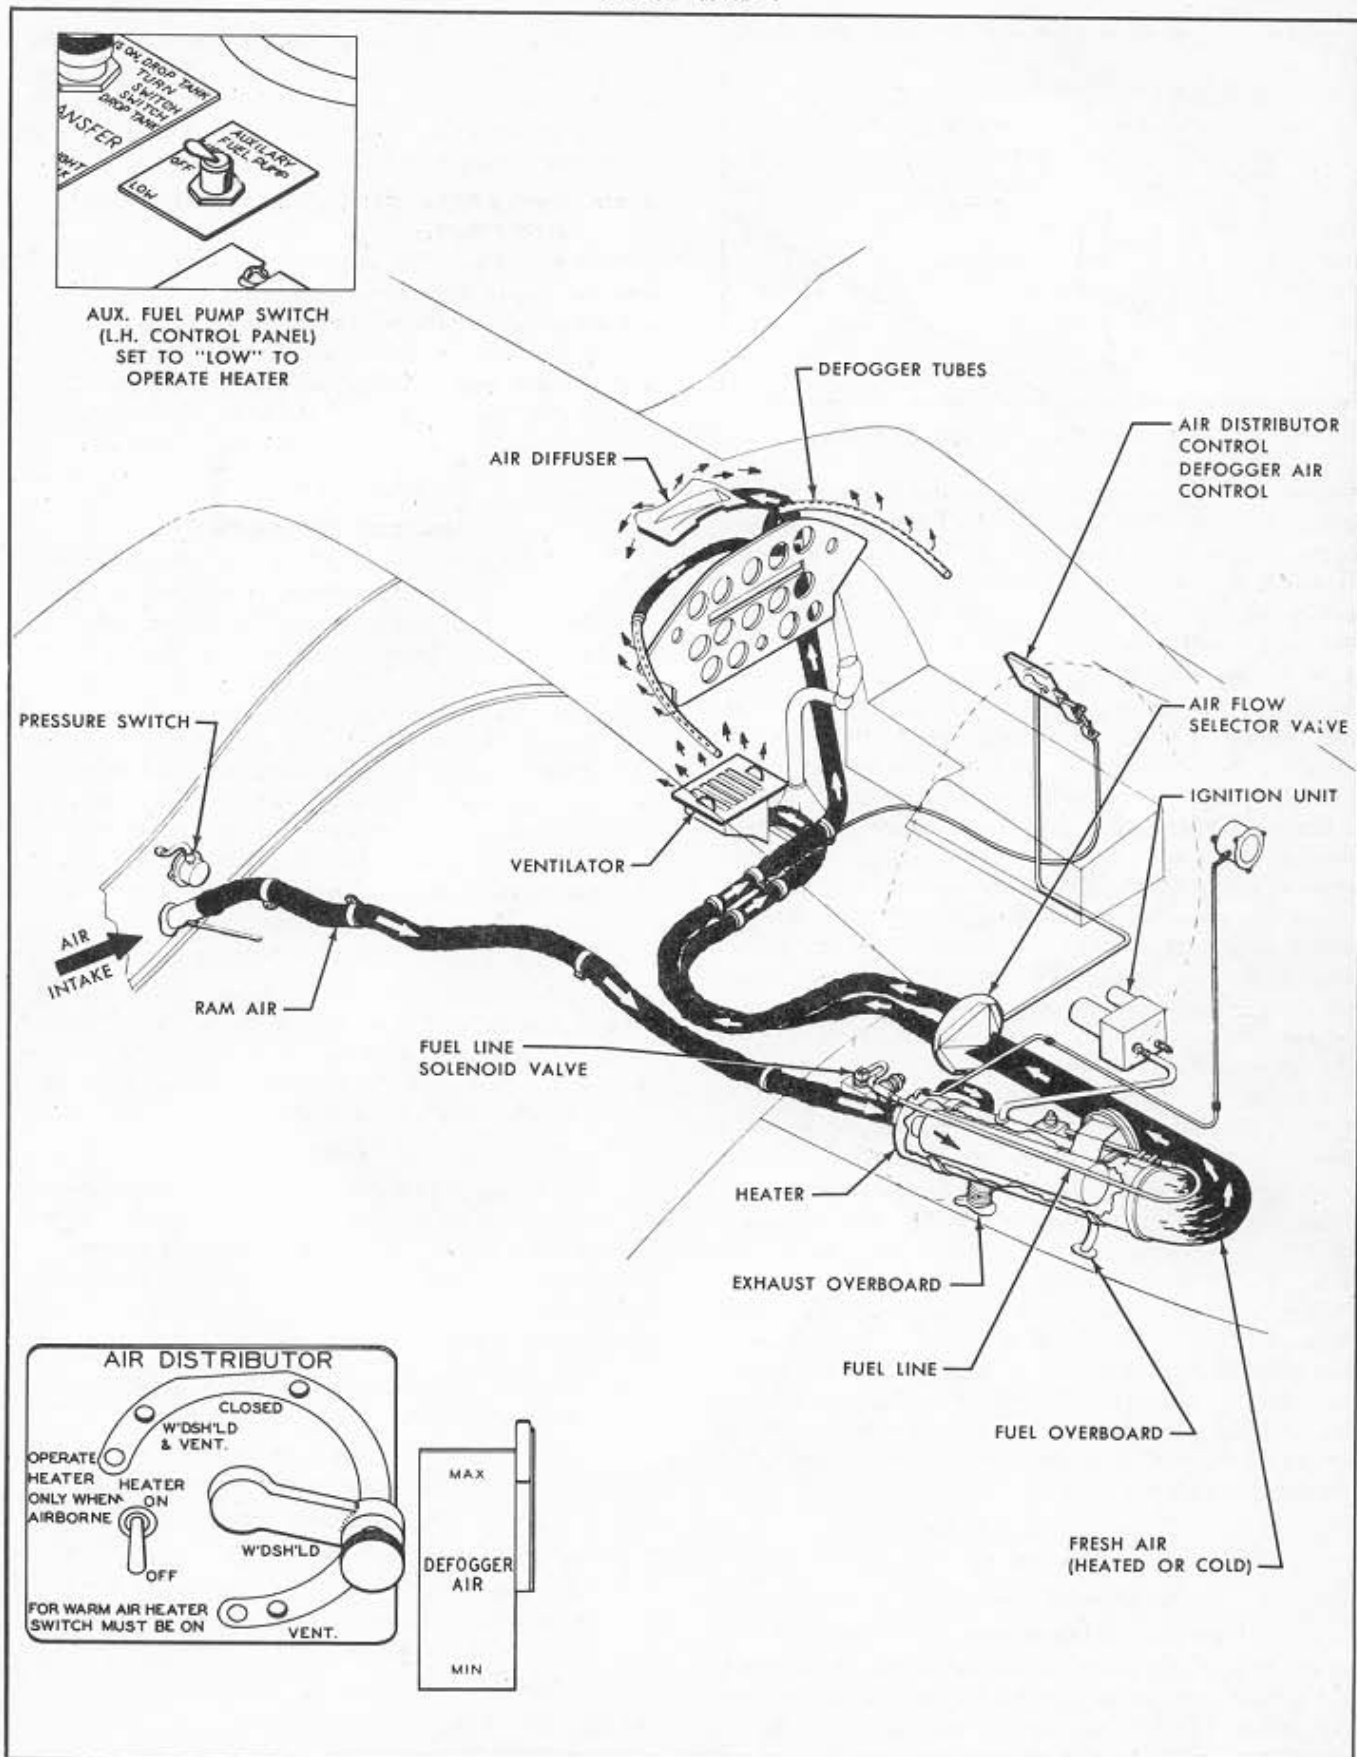 G ON, DROP TANK
TURN
SWITCH
SWITCH
DROP TANK
ANSFER
AUXILARY
FUEL PUMP
OFF
LOW
AUX. FUEL PUMP SWITCH
(L.H. CONTROL PANEL)
SET TO "LOW" TO
OPERATE HEATER
DEFOGGER TUBES
AIR DISTRIBUTOR
CONTROL
DEFOGGER AIR
CONTROL
AIR DIFFUSER
PRESSURE SWITCH
AIR FLOW
SELECTOR VALVE
IGNITION UNIT
VENTILATOR
AIR
INTAKE
RAM AIR
FUEL LINE
SOLENOID VALVE
HEATER
EXHAUST OVERBOARD
FUEL LINE
FUEL OVERBOARD
FRESH AIR
(HEATED OR COLD)
AIR DISTRIBUTOR
CLOSED
W'DSH'LD
& VENT.
OPERATE
HEATER
ONLY WHEN
AIRBORNE
HEATER
ON
OFF
W'DSH'LD
FOR WARM AIR HEATER
SWITCH MUST BE ON
VENT.
MAX
DEFOGGER
AIR
MIN